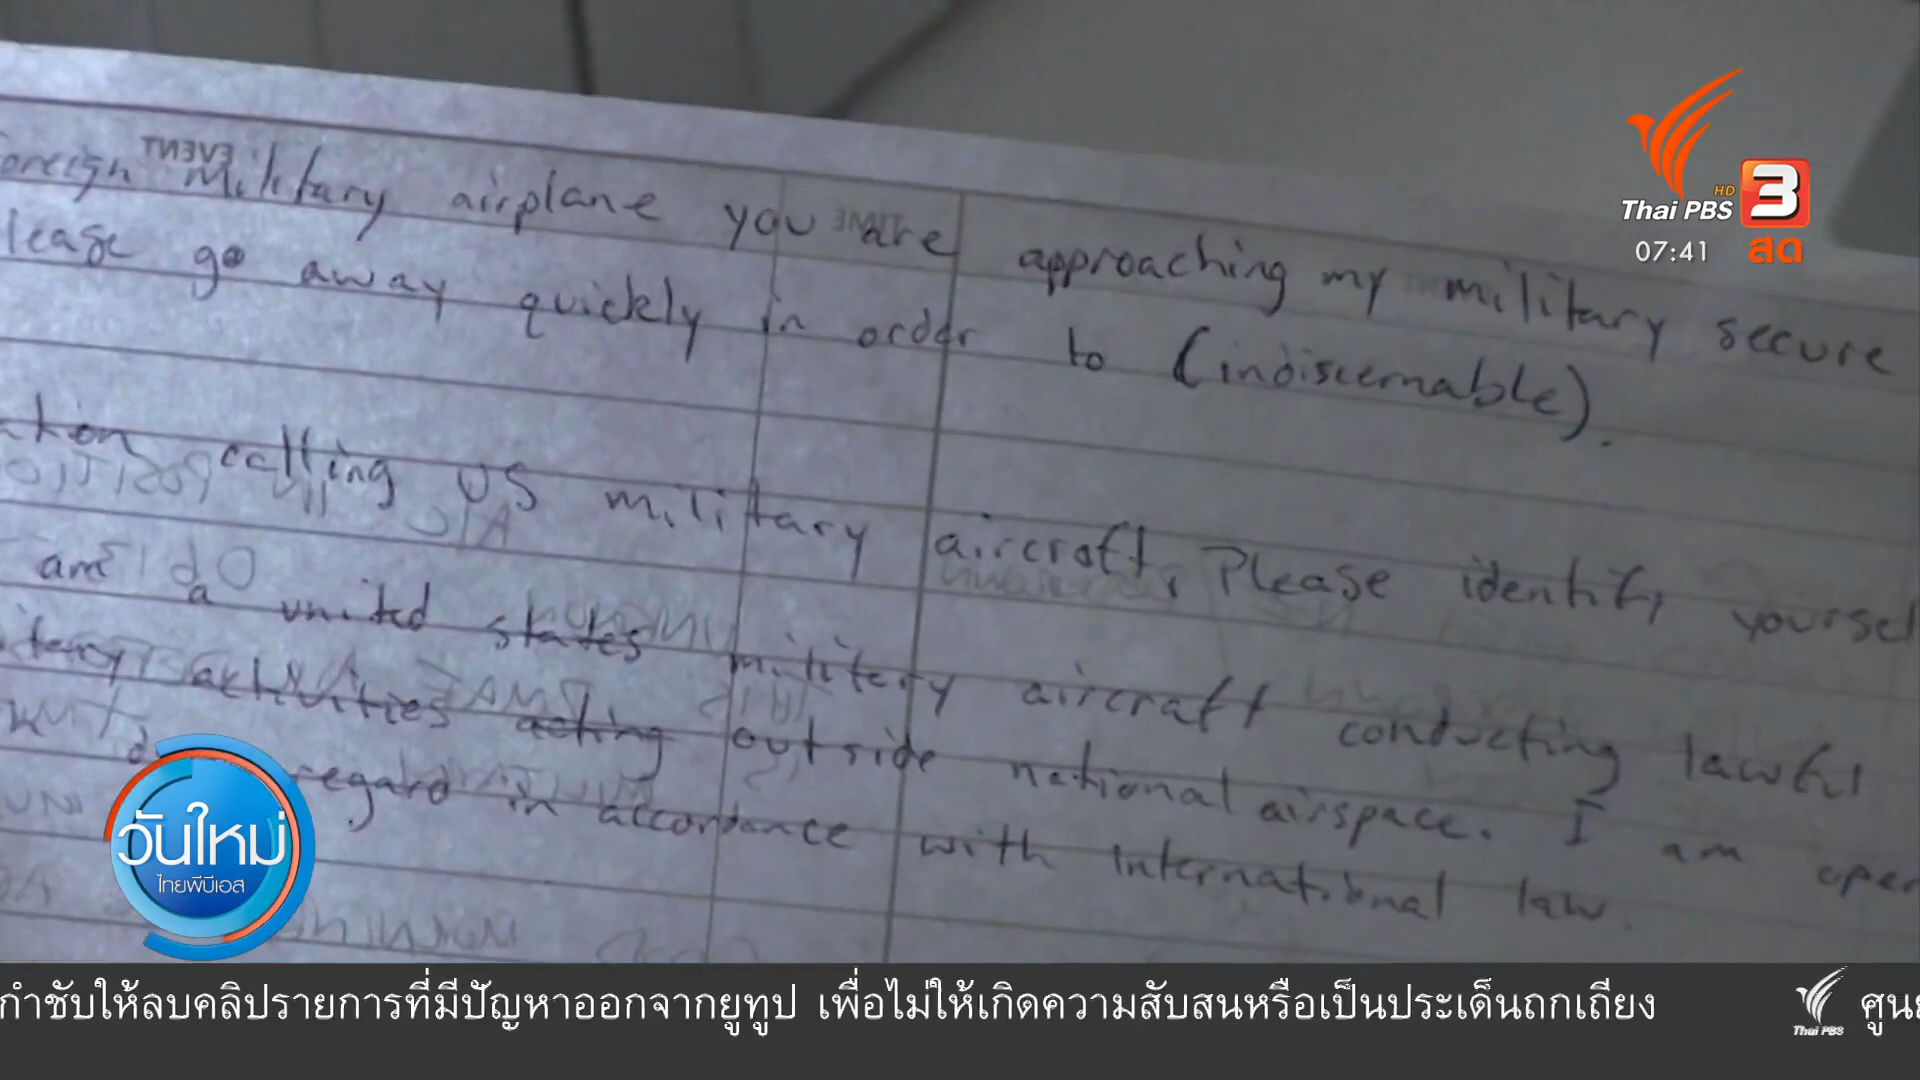 oreign Military airplane you are approaching my military secure
lease go away quickly in order to (indiscernable).
ation calling US military aircraft, Please identify yoursel
am a united states military aircraft conducting lawful
itary activities acting outside national airspace. I am oper
regard in accordance with international law.
Thai PBS HD 3
07:41 สด
วันใหม่
ไทยพีบีเอส
กำชับให้ลบคลิปรายการที่มีปัญหาออกจากยูทูป เพื่อไม่ให้เกิดความสับสนหรือเป็นประเด็นถกเถียง
Thai PBS